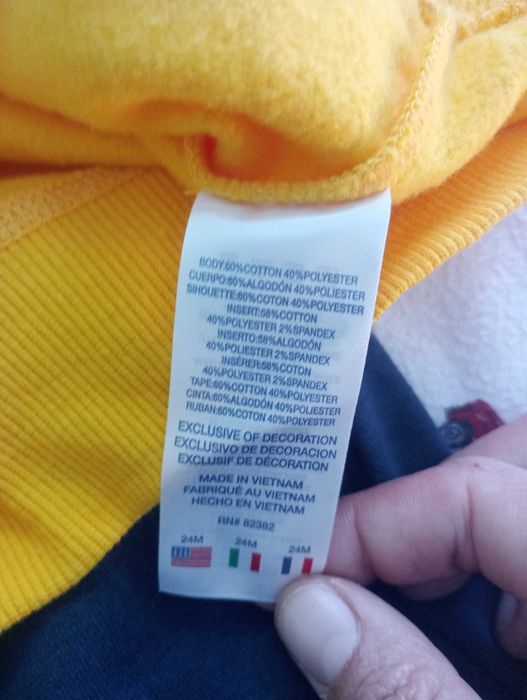 BODY:60%COTTON 40%POLYESTER
CUERPO:60%ALGODÓN 40%POLIESTER
SIHOUETTE:60%COTON 40%POLYESTER
INSERT:58%COTTON
40%POLYESTER 2%SPANDEX
INSERTO:58%ALGODÓN
40%POLIESTER 2%SPANDEX
INSÉRER:58%COTON
40%POLYESTER 2%SPANDEX
TAPE:60%COTTON 40%POLYESTER
CINTA:60%ALGODÓN 40%POLIESTER
RUBAN:60%COTON 40%POLYESTER
EXCLUSIVE OF DECORATION
EXCLUSIVO DE DECORACION
EXCLUSIF DE DÉCORATION
MADE IN VIETNAM
FABRIQUÉ AU VIETNAM
HECHO EN VIETNAM
RN# 82382
24M 24M 24M